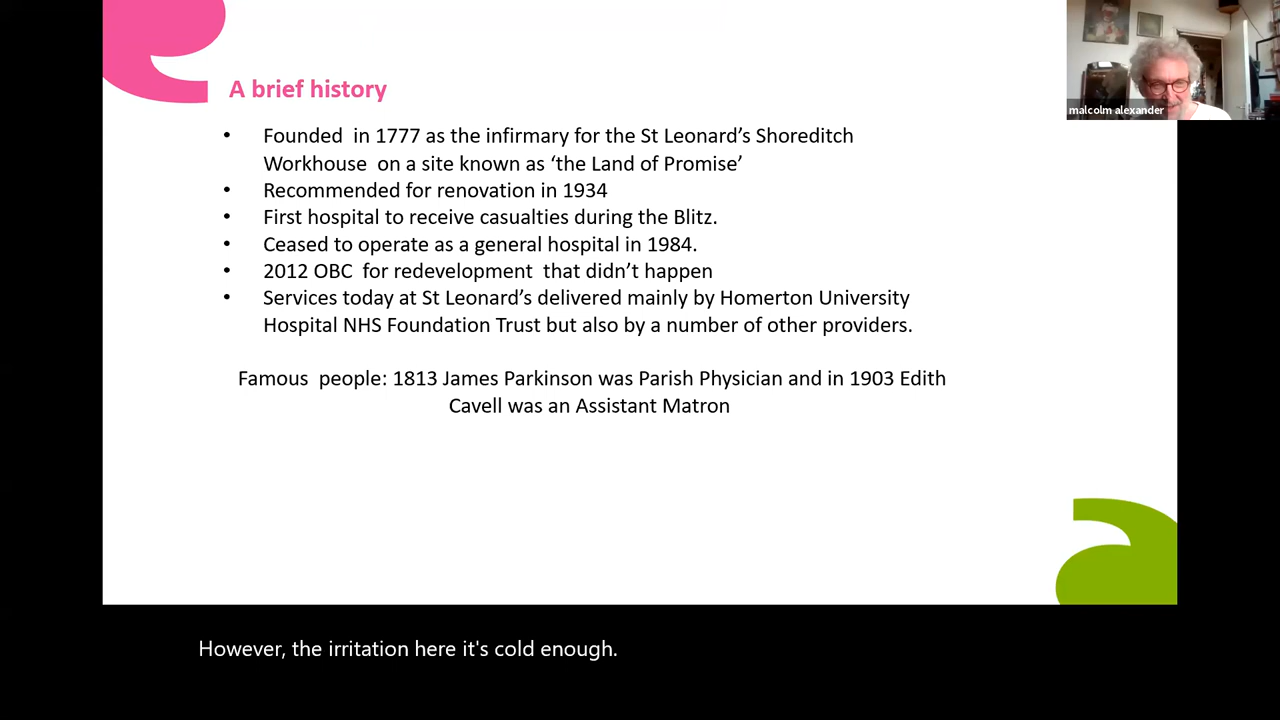 A brief history
malcolm alexander
• Founded in 1777 as the infirmary for the St Leonard’s Shoreditch
Workhouse on a site known as ‘the Land of Promise’
• Recommended for renovation in 1934
• First hospital to receive casualties during the Blitz.
• Ceased to operate as a general hospital in 1984.
• 2012 OBC for redevelopment that didn’t happen
• Services today at St Leonard’s delivered mainly by Homerton University
Hospital NHS Foundation Trust but also by a number of other providers.
Famous people: 1813 James Parkinson was Parish Physician and in 1903 Edith
Cavell was an Assistant Matron
However, the irritation here it's cold enough.